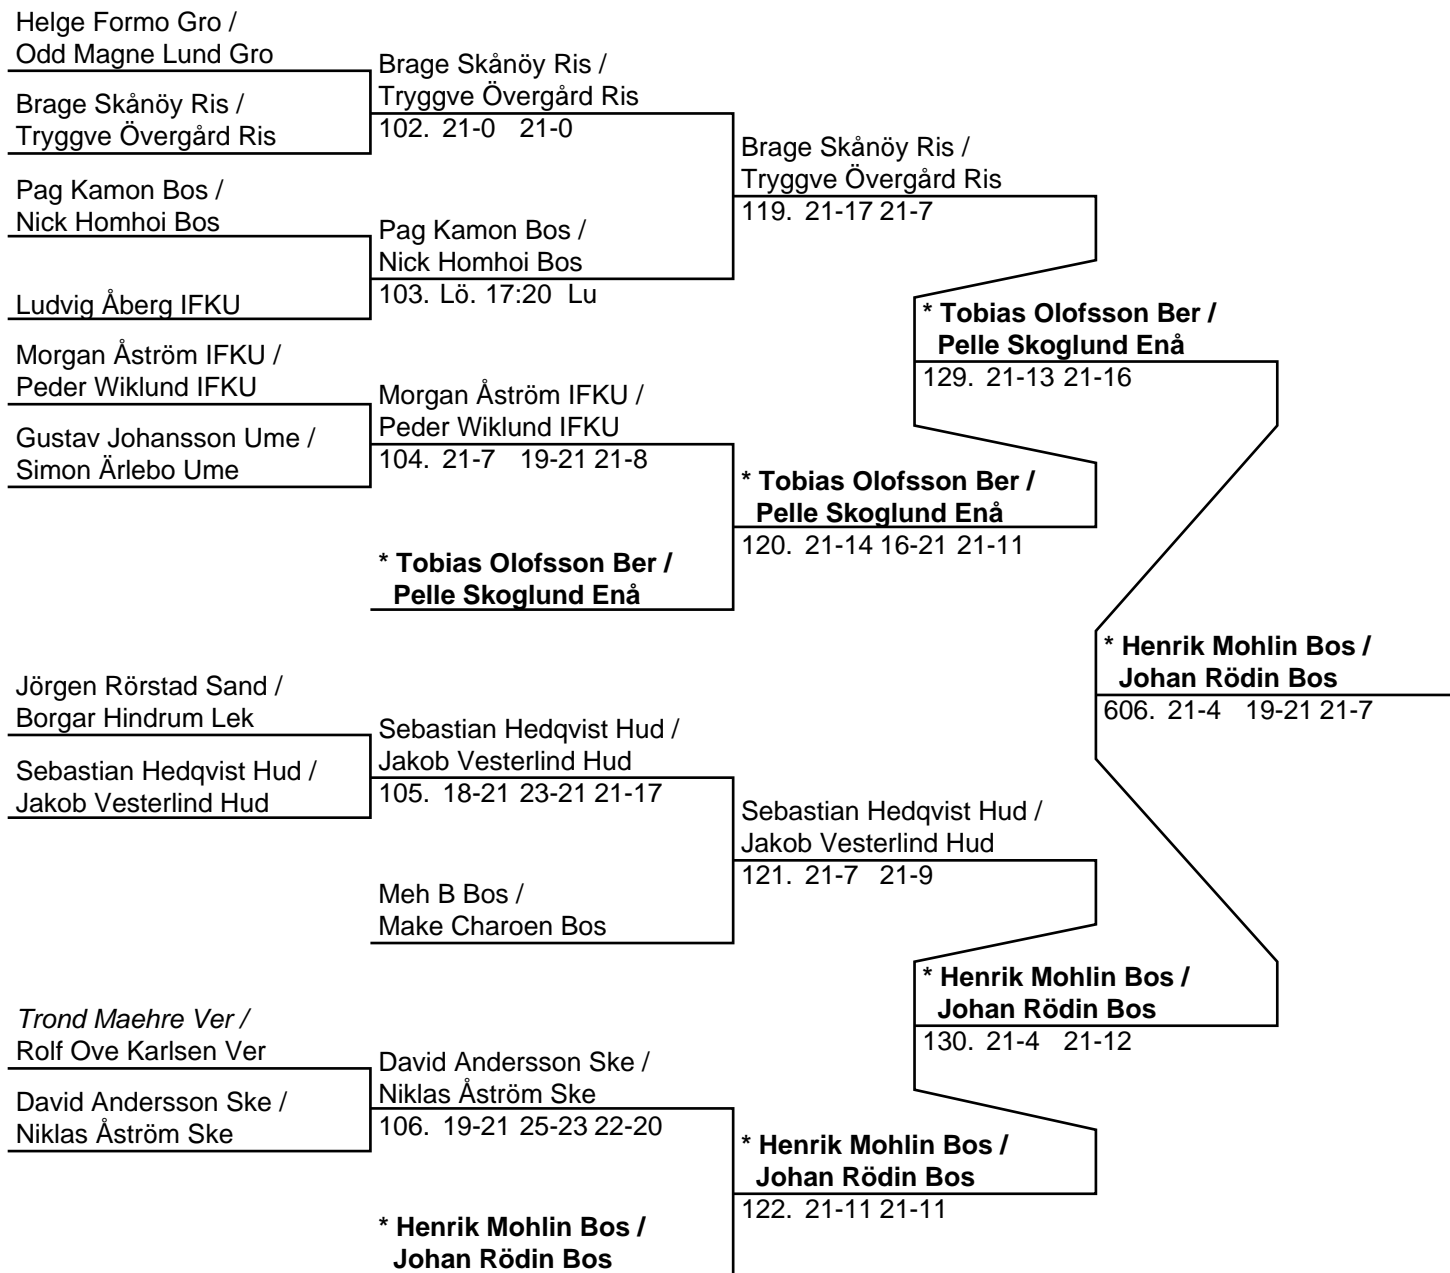 Helge Formo Gro /
Odd Magne Lund Gro
Brage Skånöy Ris /
Tryggve Övergård Ris
Pag Kamon Bos /
Nick Homhoi Bos
Ludvig Åberg IFKU
Morgan Åström IFKU /
Peder Wiklund IFKU
Gustav Johansson Ume /
Simon Ärlebo Ume
Jörgen Rörstad Sand /
Borgar Hindrum Lek
Sebastian Hedqvist Hud /
Jakob Vesterlind Hud
Trond Maehre Ver /
Rolf Ove Karlsen Ver
David Andersson Ske /
Niklas Åström Ske
Brage Skånöy Ris /
Tryggve Övergård Ris
102. 21-0 21-0
Pag Kamon Bos /
Nick Homhoi Bos
103. Lö. 17:20 Lu
Morgan Åström IFKU /
Peder Wiklund IFKU
104. 21-7 19-21 21-8
* Tobias Olofsson Ber /
Pelle Skoglund Enå
Sebastian Hedqvist Hud /
Jakob Vesterlind Hud
105. 18-21 23-21 21-17
Meh B Bos /
Make Charoen Bos
David Andersson Ske /
Niklas Åström Ske
106. 19-21 25-23 22-20
* Henrik Mohlin Bos /
Johan Rödin Bos
Brage Skånöy Ris /
Tryggve Övergård Ris
119. 21-17 21-7
* Tobias Olofsson Ber /
Pelle Skoglund Enå
120. 21-14 16-21 21-11
Sebastian Hedqvist Hud /
Jakob Vesterlind Hud
121. 21-7 21-9
* Henrik Mohlin Bos /
Johan Rödin Bos
122. 21-11 21-11
* Tobias Olofsson Ber /
Pelle Skoglund Enå
129. 21-13 21-16
* Henrik Mohlin Bos /
Johan Rödin Bos
130. 21-4 21-12
* Henrik Mohlin Bos /
Johan Rödin Bos
606. 21-4 19-21 21-7